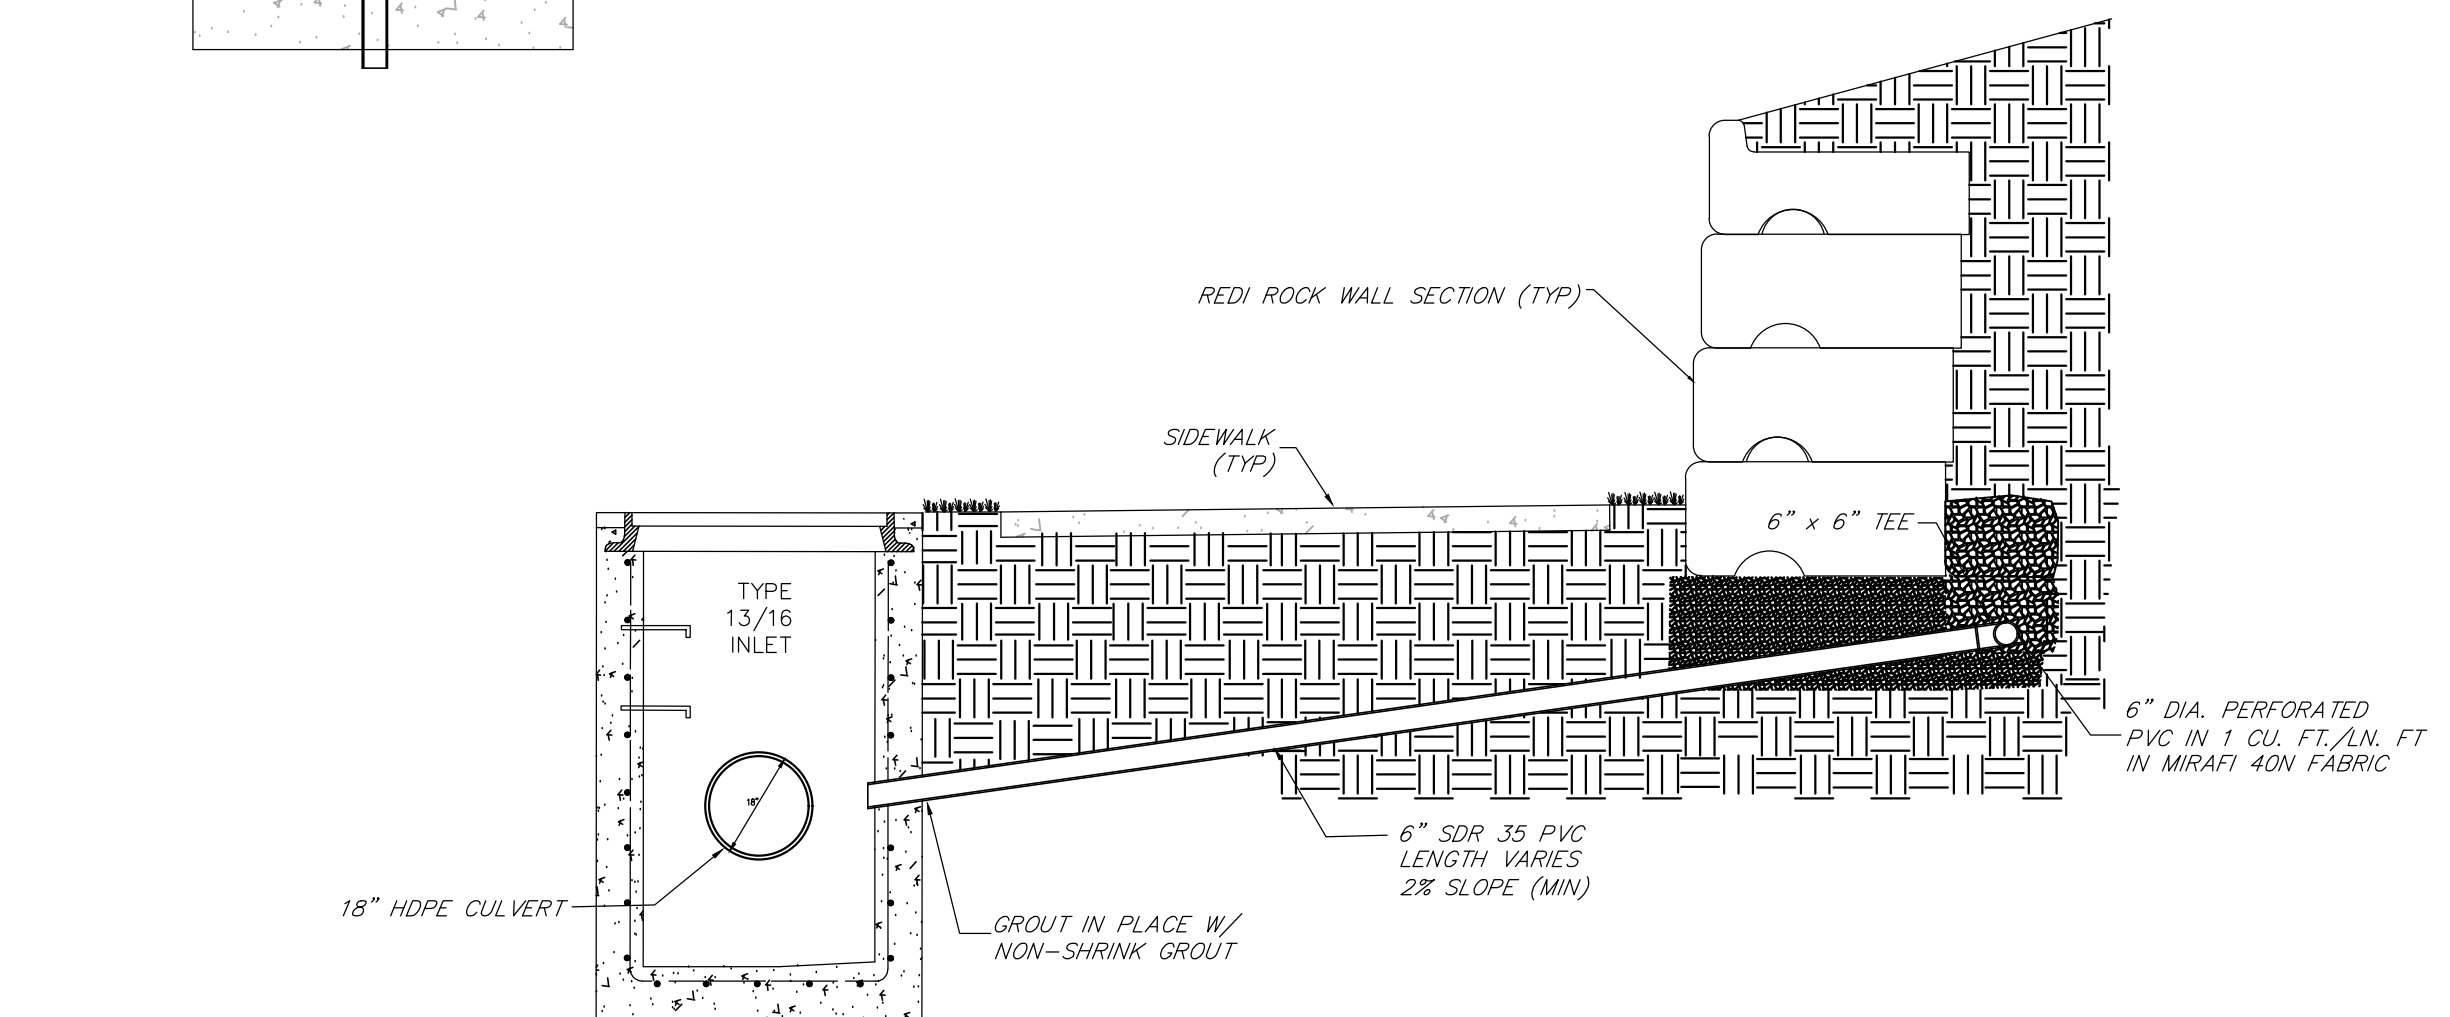 REDI ROCK WALL SECTION (TYP)
SIDEWALK
(TYP)
6" x 6" TEE
TYPE
13/16
INLET
18"
6" DIA. PERFORATED
PVC IN 1 CU. FT./LN. FT
IN MIRAFI 40N FABRIC
6" SDR 35 PVC
LENGTH VARIES
2% SLOPE (MIN)
18" HDPE CULVERT
GROUT IN PLACE W/
NON-SHRINK GROUT